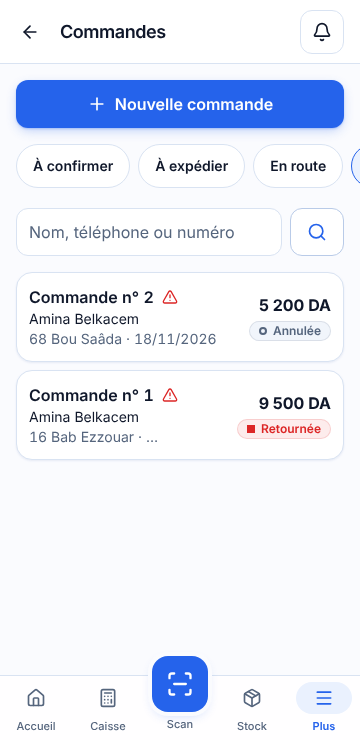 Commandes
Nouvelle commande
À confirmer
À expédier
En route
Nom, téléphone ou numéro
Commande n° 2
Amina Belkacem
68 Bou Saâda · 18/11/2026
5 200 DA
Annulée
Commande n° 1
Amina Belkacem
16 Bab Ezzouar · ...
9 500 DA
Retournée
Accueil
Caisse
Scan
Stock
Plus